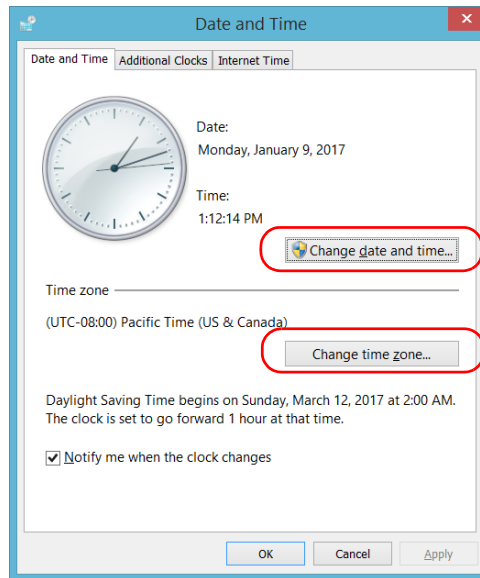 Date and Time
Date and Time Additional Clocks Internet Time
Date:
Monday, January 9, 2017
Time:
1:12:14 PM
Change date and time...
Time zone
(UTC-08:00) Pacific Time (US & Canada)
Change time zone...
Daylight Saving Time begins on Sunday, March 12, 2017 at 2:00 AM.
The clock is set to go forward 1 hour at that time.
Notify me when the clock changes
OK Cancel Apply